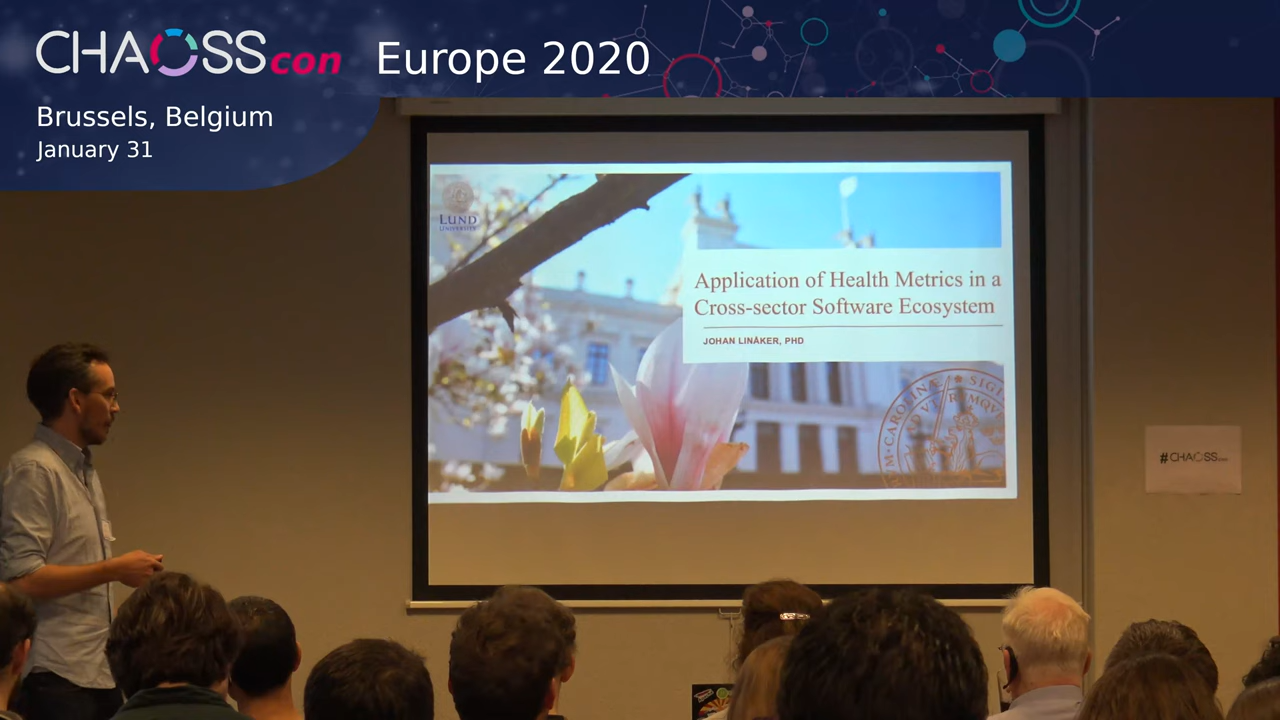 CHAOSScon Europe 2020
Brussels, Belgium
January 31
LUND
UNIVERSITY
Application of Health Metrics in a
Cross-sector Software Ecosystem
JOHAN LINÅKER, PHD
#CHAOSS